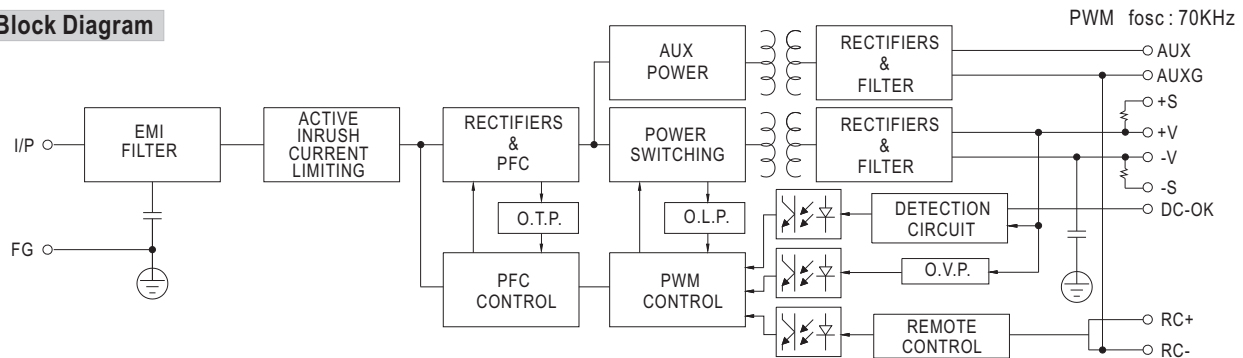 Block Diagram
PWM fosc : 70KHz
AUX
POWER
RECTIFIERS
&
FILTER
AUX
AUXG
+S
+V
-V
-S
DC-OK
I/P
EMI
FILTER
ACTIVE
INRUSH
CURRENT
LIMITING
RECTIFIERS
&
PFC
POWER
SWITCHING
RECTIFIERS
&
FILTER
O.T.P.
O.L.P.
DETECTION
CIRCUIT
FG
PFC
CONTROL
PWM
CONTROL
O.V.P.
REMOTE
CONTROL
RC+
RC-